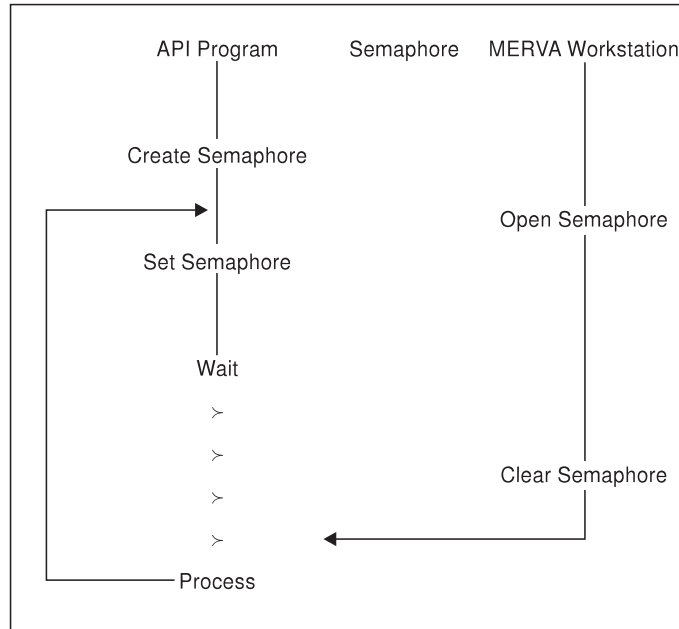 API Program Semaphore MERVA Workstation
Create Semaphore
Open Semaphore
Set Semaphore
Wait
Clear Semaphore
Process